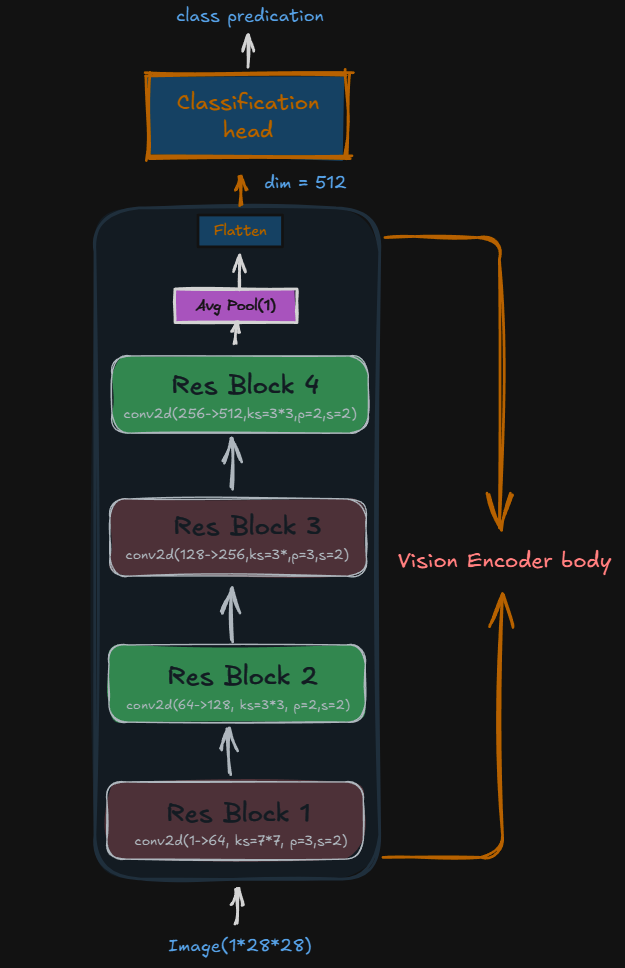 class predication
Classification
head
dim = 512
Flatten
Avg Pool(1)
Res Block 4
conv2d(256->512,ks=3*3,p=2,s=2)
Res Block 3
conv2d(128->256,ks=3*,p=3,s=2)
Vision Encoder body
Res Block 2
conv2d(64->128, ks=3*3, p=2,s=2)
Res Block 1
conv2d(1->64, ks=7*7, p=3,s=2)
Image(1*28*28)